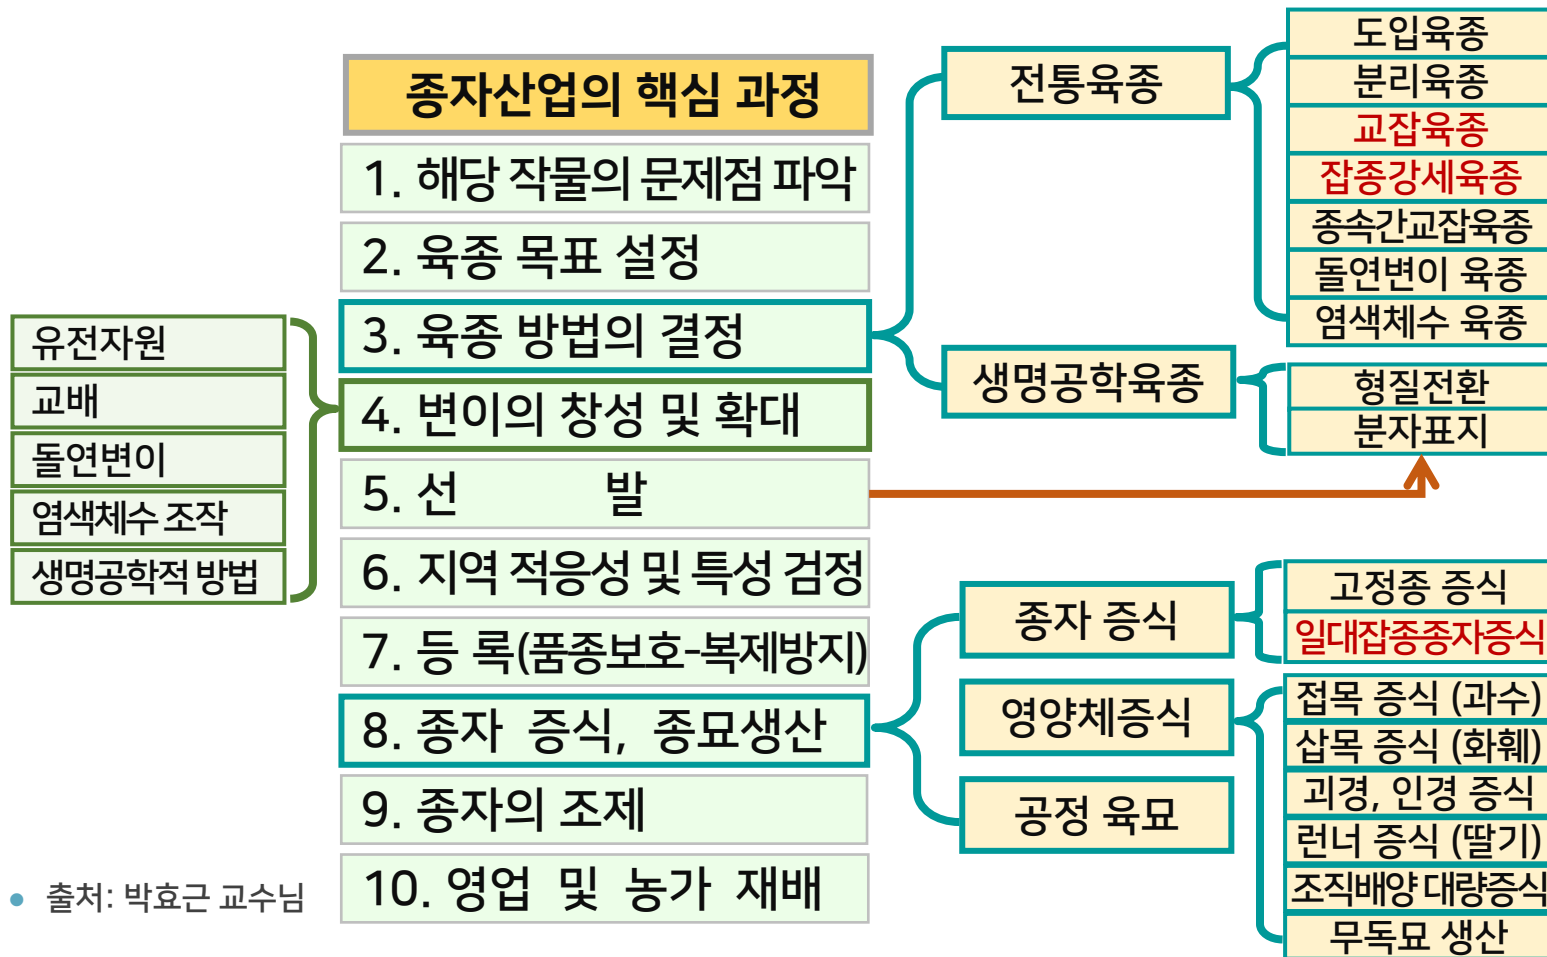 종자산업의 핵심 과정
1. 해당 작물의 문제점 파악
2. 육종 목표 설정
3. 육종 방법의 결정
4. 변이의 창성 및 확대
5. 선 발
6. 지역 적응성 및 특성 검정
7. 등 록(품종보호-복제방지)
8. 종자 증식, 종묘생산
9. 종자의 조제
10. 영업 및 농가 재배
유전자원
교배
돌연변이
염색체수 조작
생명공학적 방법
전통육종
도입육종
분리육종
교잡육종
잡종강세육종
종속간교잡육종
돌연변이 육종
염색체수 육종
생명공학육종
형질전환
분자표지
종자 증식
고정종 증식
일대잡종종자증식
영양체증식
접목 증식 (과수)
삽목 증식 (화훼)
괴경, 인경 증식
런너 증식 (딸기)
조직배양 대량증식
무독묘 생산
공정 육묘
• 출처: 박효근 교수님